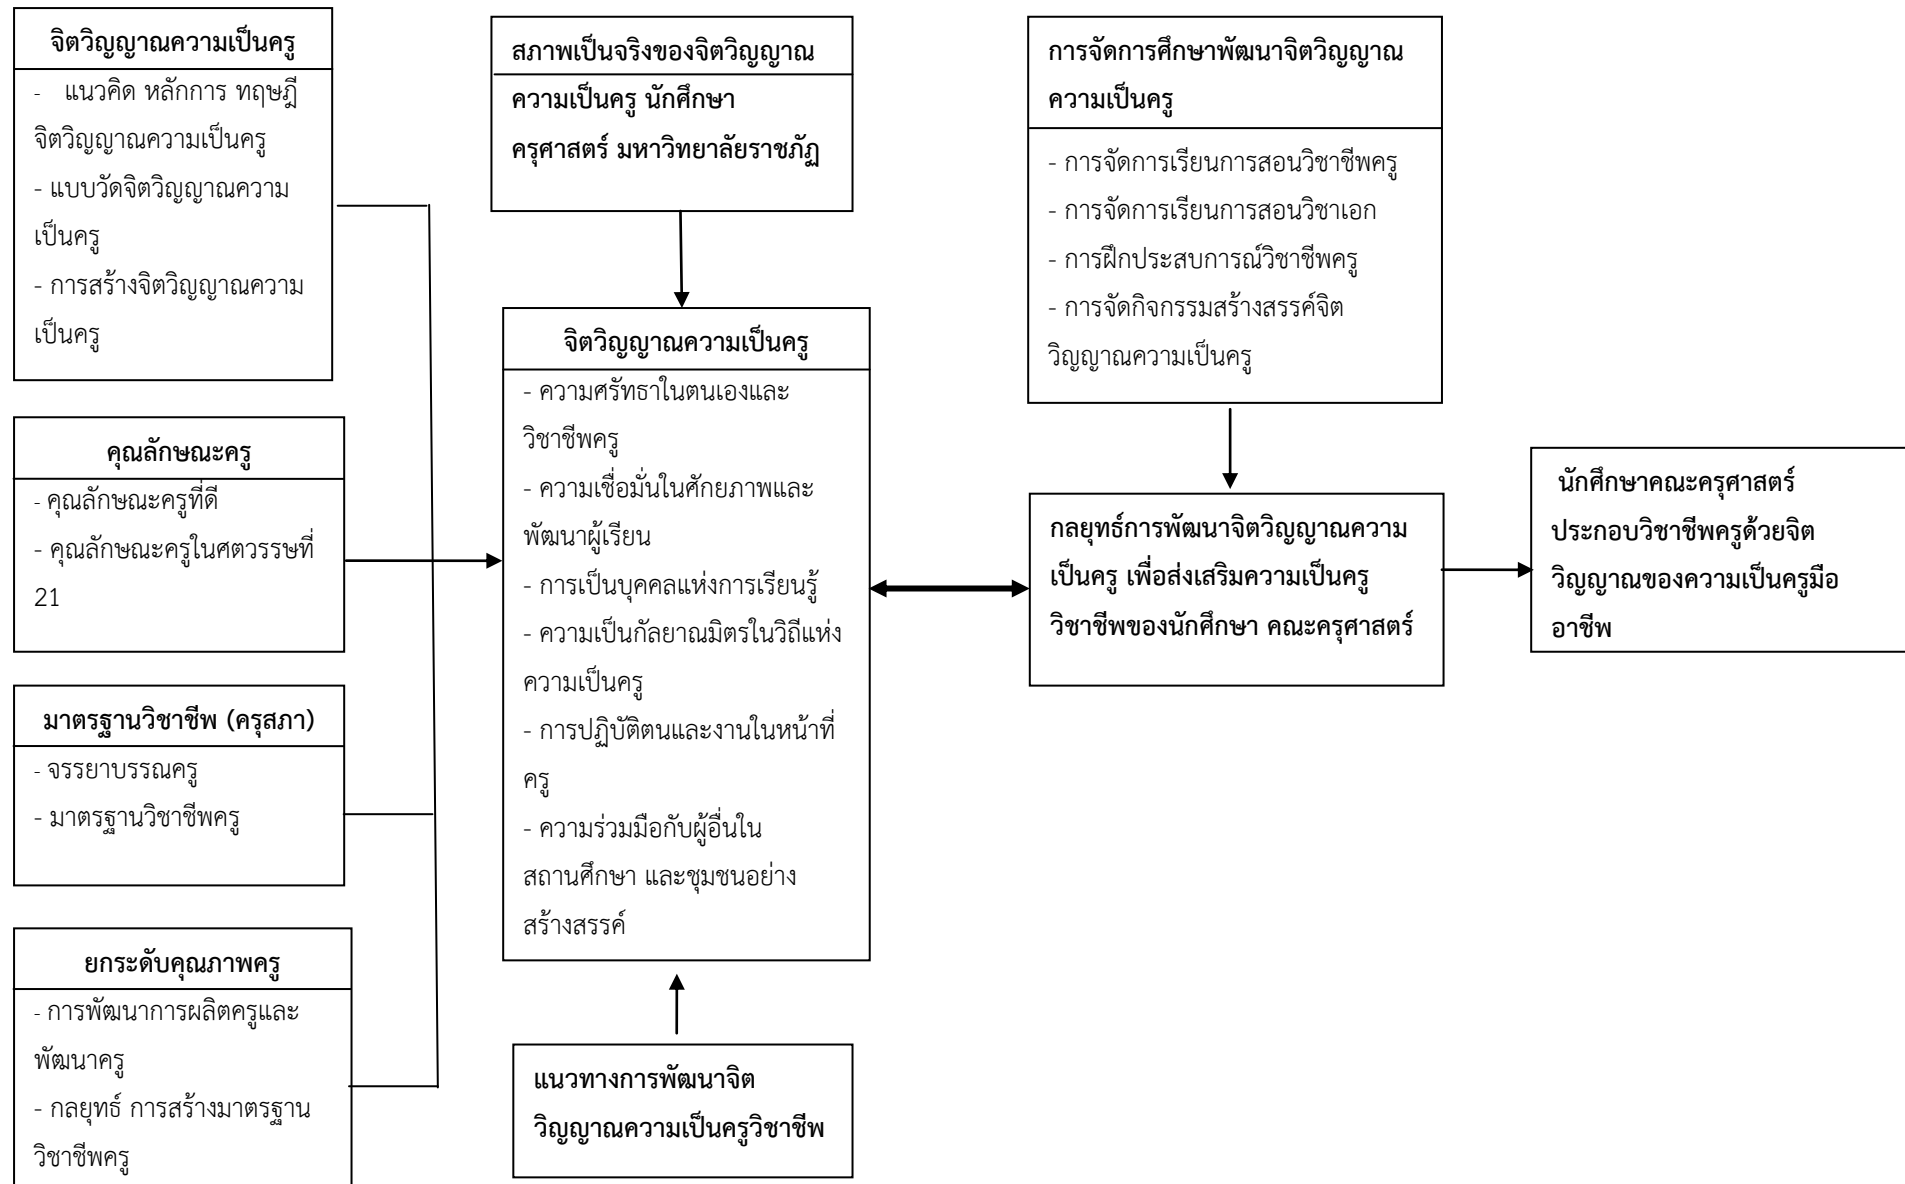 จิตวิญญาณความเป็นครู
- แนวคิด หลักการ ทฤษฎี
จิตวิญญาณความเป็นครู
- แบบวัดจิตวิญญาณความ
เป็นครู
- การสร้างจิตวิญญาณความ
เป็นครู
คุณลักษณะครู
- คุณลักษณะครูที่ดี
- คุณลักษณะครูในศตวรรษที่
21
มาตรฐานวิชาชีพ (ครุสภา)
- จรรยาบรรณครู
- มาตรฐานวิชาชีพครู
ยกระดับคุณภาพครู
- การพัฒนาการผลิตครูและ
พัฒนาครู
- กลยุทธ์ การสร้างมาตรฐาน
วิชาชีพครู
สภาพเป็นจริงของจิตวิญญาณ
ความเป็นครู นักศึกษา
ครุศาสตร์ มหาวิทยาลัยราชภัฏ
จิตวิญญาณความเป็นครู
- ความศรัทธาในตนเองและ
วิชาชีพครู
- ความเชื่อมั่นในศักยภาพและ
พัฒนาผู้เรียน
- การเป็นบุคคลแห่งการเรียนรู้
- ความเป็นกัลยาณมิตรในวิถีแห่ง
ความเป็นครู
- การปฏิบัติตนและงานในหน้าที่
ครู
- ความร่วมมือกับผู้อื่นใน
สถานศึกษา และชุมชนอย่าง
สร้างสรรค์
แนวทางการพัฒนาจิต
วิญญาณความเป็นครูวิชาชีพ
การจัดการศึกษาพัฒนาจิตวิญญาณ
ความเป็นครู
- การจัดการเรียนการสอนวิชาชีพครู
- การจัดการเรียนการสอนวิชาเอก
- การฝึกประสบการณ์วิชาชีพครู
- การจัดกิจกรรมสร้างสรรค์จิต
วิญญาณความเป็นครู
กลยุทธ์การพัฒนาจิตวิญญาณความ
เป็นครู เพื่อส่งเสริมความเป็นครู
วิชาชีพของนักศึกษา คณะครุศาสตร์
นักศึกษาคณะครุศาสตร์
ประกอบวิชาชีพครูด้วยจิต
วิญญาณของความเป็นครูมือ
อาชีพ